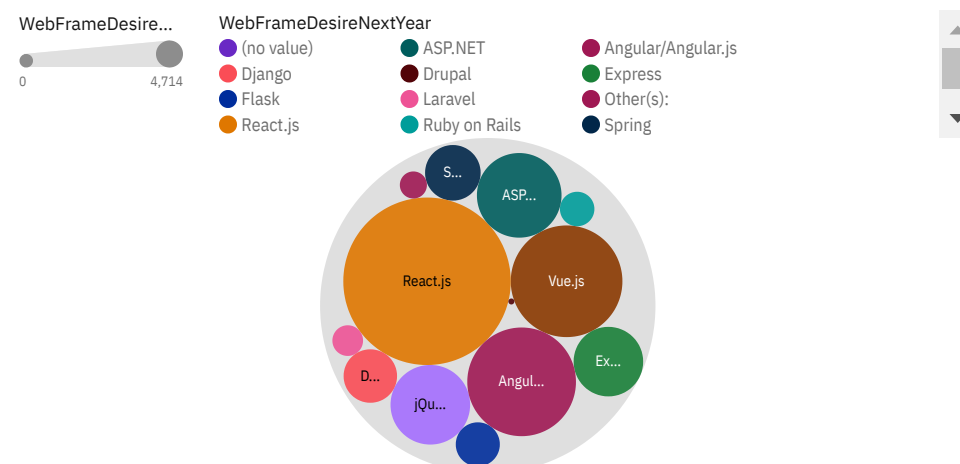 WebFrameDesire...
0 4,714
WebFrameDesireNextYear
(no value) ASP.NET Angular/Angular.js
Django Drupal Express
Flask Laravel Other(s):
React.js Ruby on Rails Spring
S...
ASP...
React.js
Vue.js
Ex...
D...
Angul...
jQu...